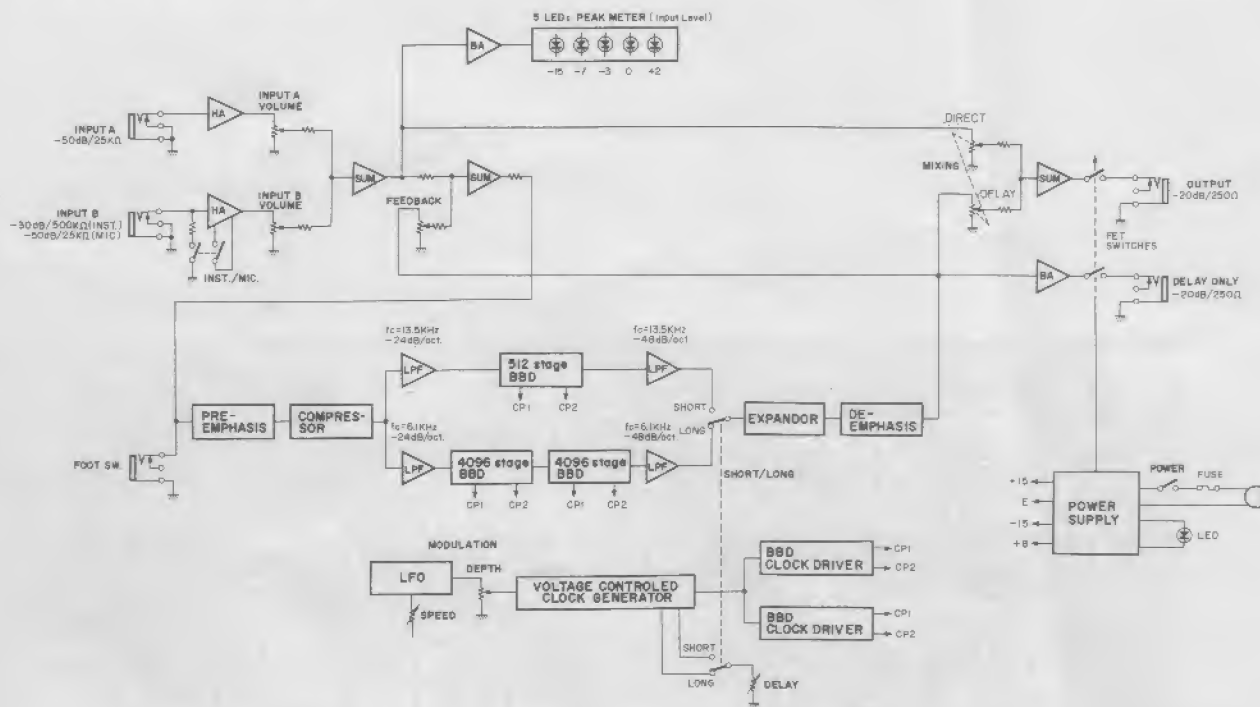 5 LEDs PEAK METER (Input Level)
BA
-15 -7 -3 0 +2
INPUT A
-50dB/25KΩ
HA
INPUT A
VOLUME
INPUT B
-30dB/500KΩ(INST.)
-50dB/25KΩ(MIC)
HA
INPUT B
VOLUME
INST./MIC.
SUM
FEEDBACK
SUM
DIRECT
MIXING
DELAY
SUM
OUTPUT
-20dB/250Ω
FET
SWITCHES
BA
DELAY ONLY
-20dB/250Ω
fc=13.5KHz
-24dB/oct.
LPF
512 stage
BBD
CP1 CP2
fc=13.5KHz
-48dB/oct
LPF
SHORT
LONG
PRE-
EMPHASIS
COMPRES-
SOR
fc=6.1KHz
-24dB/oct.
LPF
4096 stage
BBD
CP1 CP2
4096 stage
BBD
CP1 CP2
fc=6.1KHz
-48dB/oct.
LPF
EXPANDOR
DE-
EMPHASIS
FOOT SW.
SHORT/LONG
POWER
FUSE
+15
E
-15
+8
POWER
SUPPLY
LED
MODULATION
LFO
DEPTH
SPEED
VOLTAGE CONTROLED
CLOCK GENERATOR
BBD
CLOCK DRIVER
CP1
CP2
BBD
CLOCK DRIVER
CP1
CP2
SHORT
LONG
DELAY